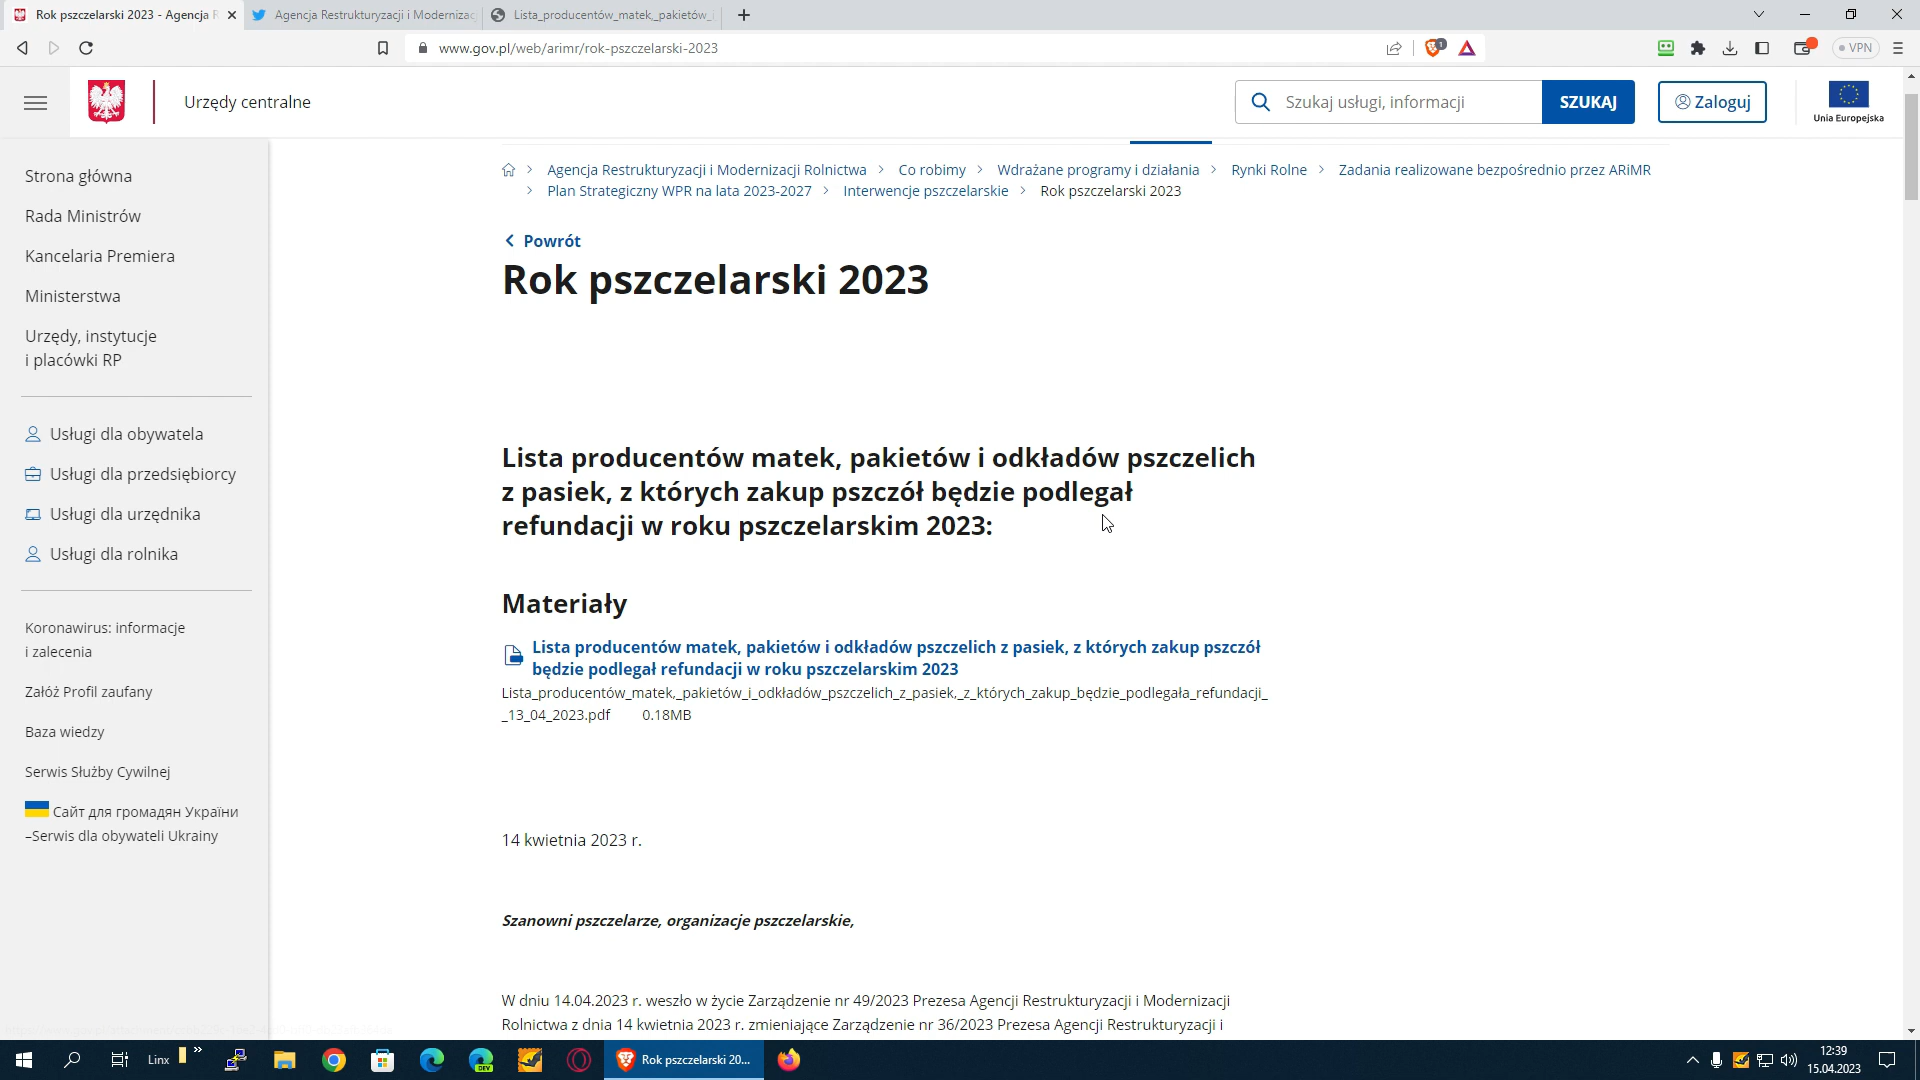 Rok pszczelarski 2023 - Agencja R
Agencja Restrukturyzacji i Modernizac
Lista_producentów_matek,_pakietów_i
www.gov.pl/web/arimr/rok-pszczelarski-2023
1
VPN
Urzędy centralne
Szukaj usługi, informacji
SZUKAJ
Zaloguj
Unia Europejska
Strona główna
Rada Ministrów
Kancelaria Premiera
Ministerstwa
Urzędy, instytucje
i placówki RP
Usługi dla obywatela
Usługi dla przedsiębiorcy
Usługi dla urzędnika
Usługi dla rolnika
Koronawirus: informacje
i zalecenia
Załóż Profil zaufany
Baza wiedzy
Serwis Służby Cywilnej
Сайт для громадян України
–Serwis dla obywateli Ukrainy
Agencja Restrukturyzacji i Modernizacji Rolnictwa > Co robimy > Wdrażane programy i działania > Rynki Rolne > Zadania realizowane bezpośrednio przez ARiMR
> Plan Strategiczny WPR na lata 2023-2027 > Interwencje pszczelarskie > Rok pszczelarski 2023
Powrót
Rok pszczelarski 2023
Lista producentów matek, pakietów i odkładów pszczelich
z pasiek, z których zakup pszczół będzie podlegał
refundacji w roku pszczelarskim 2023:
Materiały
Lista producentów matek, pakietów i odkładów pszczelich z pasiek, z których zakup pszczół
będzie podlegał refundacji w roku pszczelarskim 2023
Lista_producentów_matek,_pakietów_i_odkładów_pszczelich_z_pasiek,_z_których_zakup_będzie_podlegała_refundacji_
_13_04_2023.pdf 0.18MB
14 kwietnia 2023 r.
Szanowni pszczelarze, organizacje pszczelarskie,
W dniu 14.04.2023 r. weszło w życie Zarządzenie nr 49/2023 Prezesa Agencji Restrukturyzacji i Modernizacji
Rolnictwa z dnia 14 kwietnia 2023 r. zmieniające Zarządzenie nr 36/2023 Prezesa Agencji Restrukturyzacji i
Linx
DEV
Rok pszczelarski 20...
12:39
15.04.2023